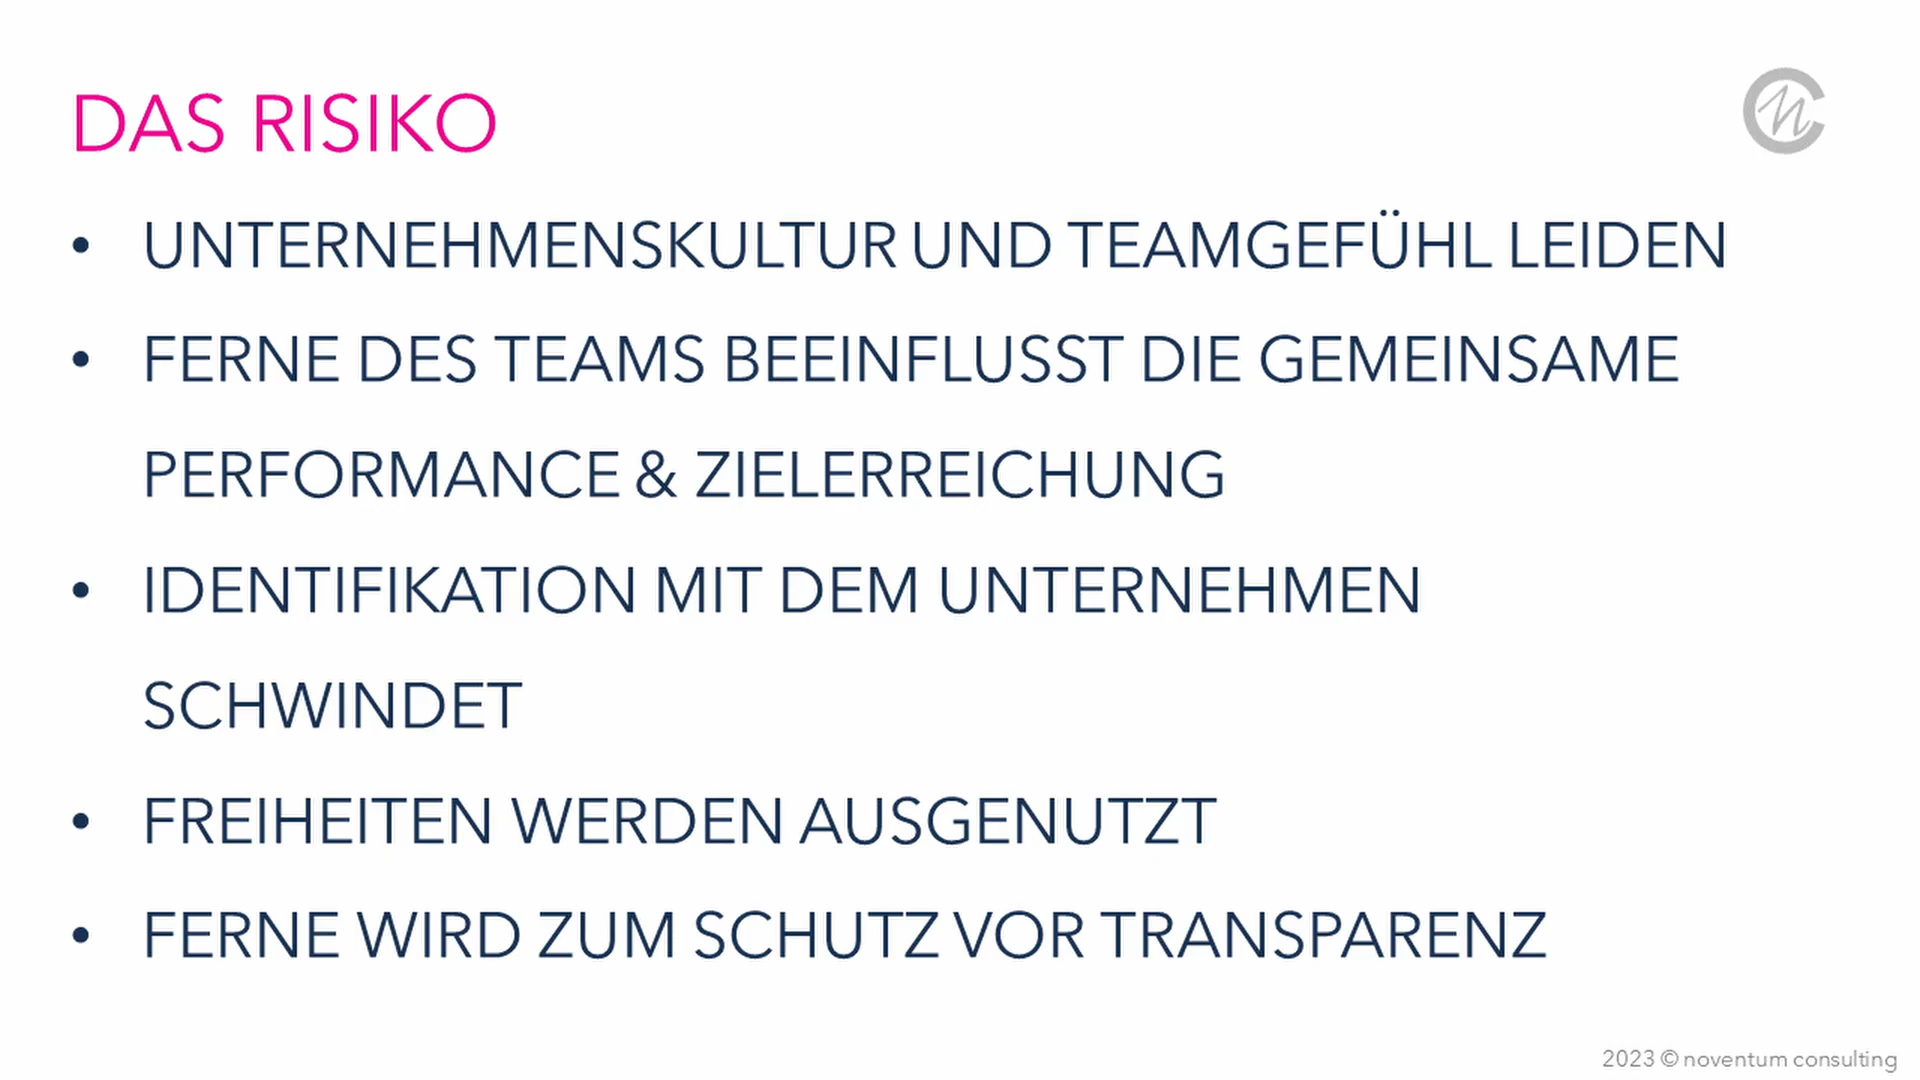 DAS RISIKO
• UNTERNEHMENSKULTUR UND TEAMGEFÜHL LEIDEN
• FERNE DES TEAMS BEEINFLUSST DIE GEMEINSAME
PERFORMANCE & ZIELERREICHUNG
• IDENTIFIKATION MIT DEM UNTERNEHMEN
SCHWINDET
• FREIHEITEN WERDEN AUSGENUTZT
• FERNE WIRD ZUM SCHUTZ VOR TRANSPARENZ
2023 © noventum consulting